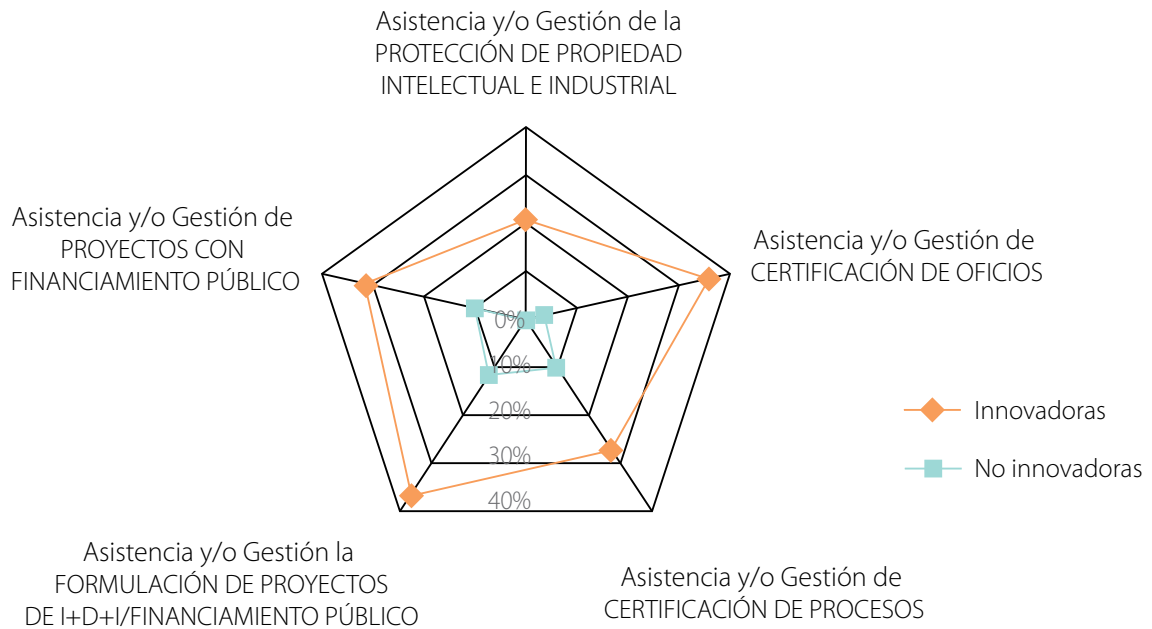 Asistencia y/o Gestión de la
PROTECCIÓN DE PROPIEDAD
INTELECTUAL E INDUSTRIAL
Asistencia y/o Gestión de
PROYECTOS CON
FINANCIAMIENTO PÚBLICO
Asistencia y/o Gestión de
CERTIFICACIÓN DE OFICIOS
0%
10%
20%
30%
40%
Innovadoras
No innovadoras
Asistencia y/o Gestión la
FORMULACIÓN DE PROYECTOS
DE I+D+I/FINANCIAMIENTO PÚBLICO
Asistencia y/o Gestión de
CERTIFICACIÓN DE PROCESOS